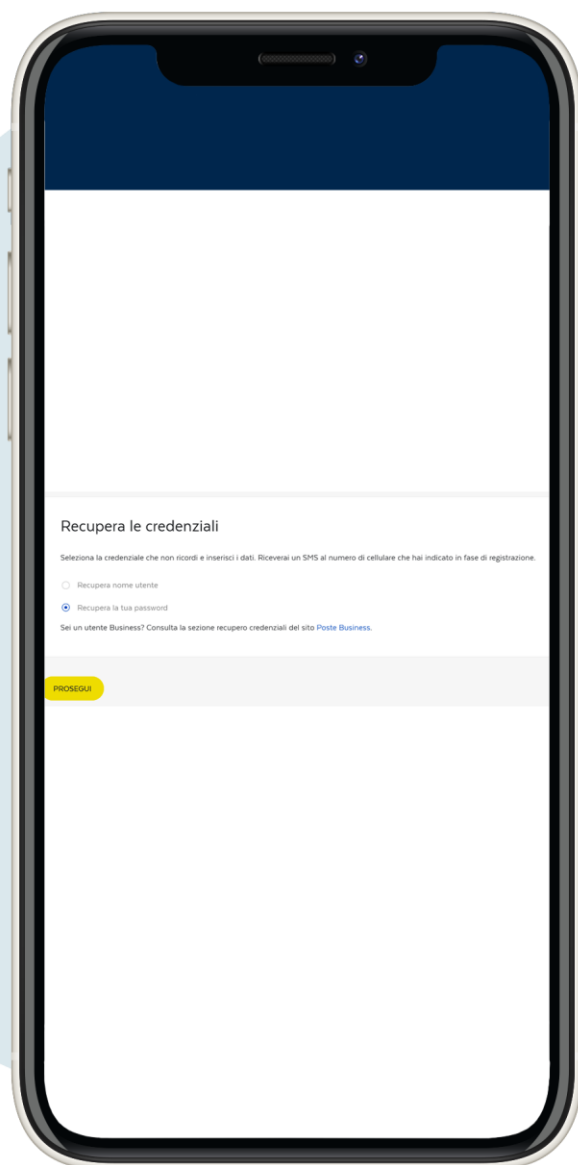 Recupera le credenziali
Seleziona la credenziale che non ricordi e inserisci i dati. Riceverai un SMS al numero di cellulare che hai indicato in fase di registrazione.
Recupera nome utente
Recupera la tua password
Sei un utente Business? Consulta la sezione recupero credenziali del sito Poste Business.
PROSEGUI